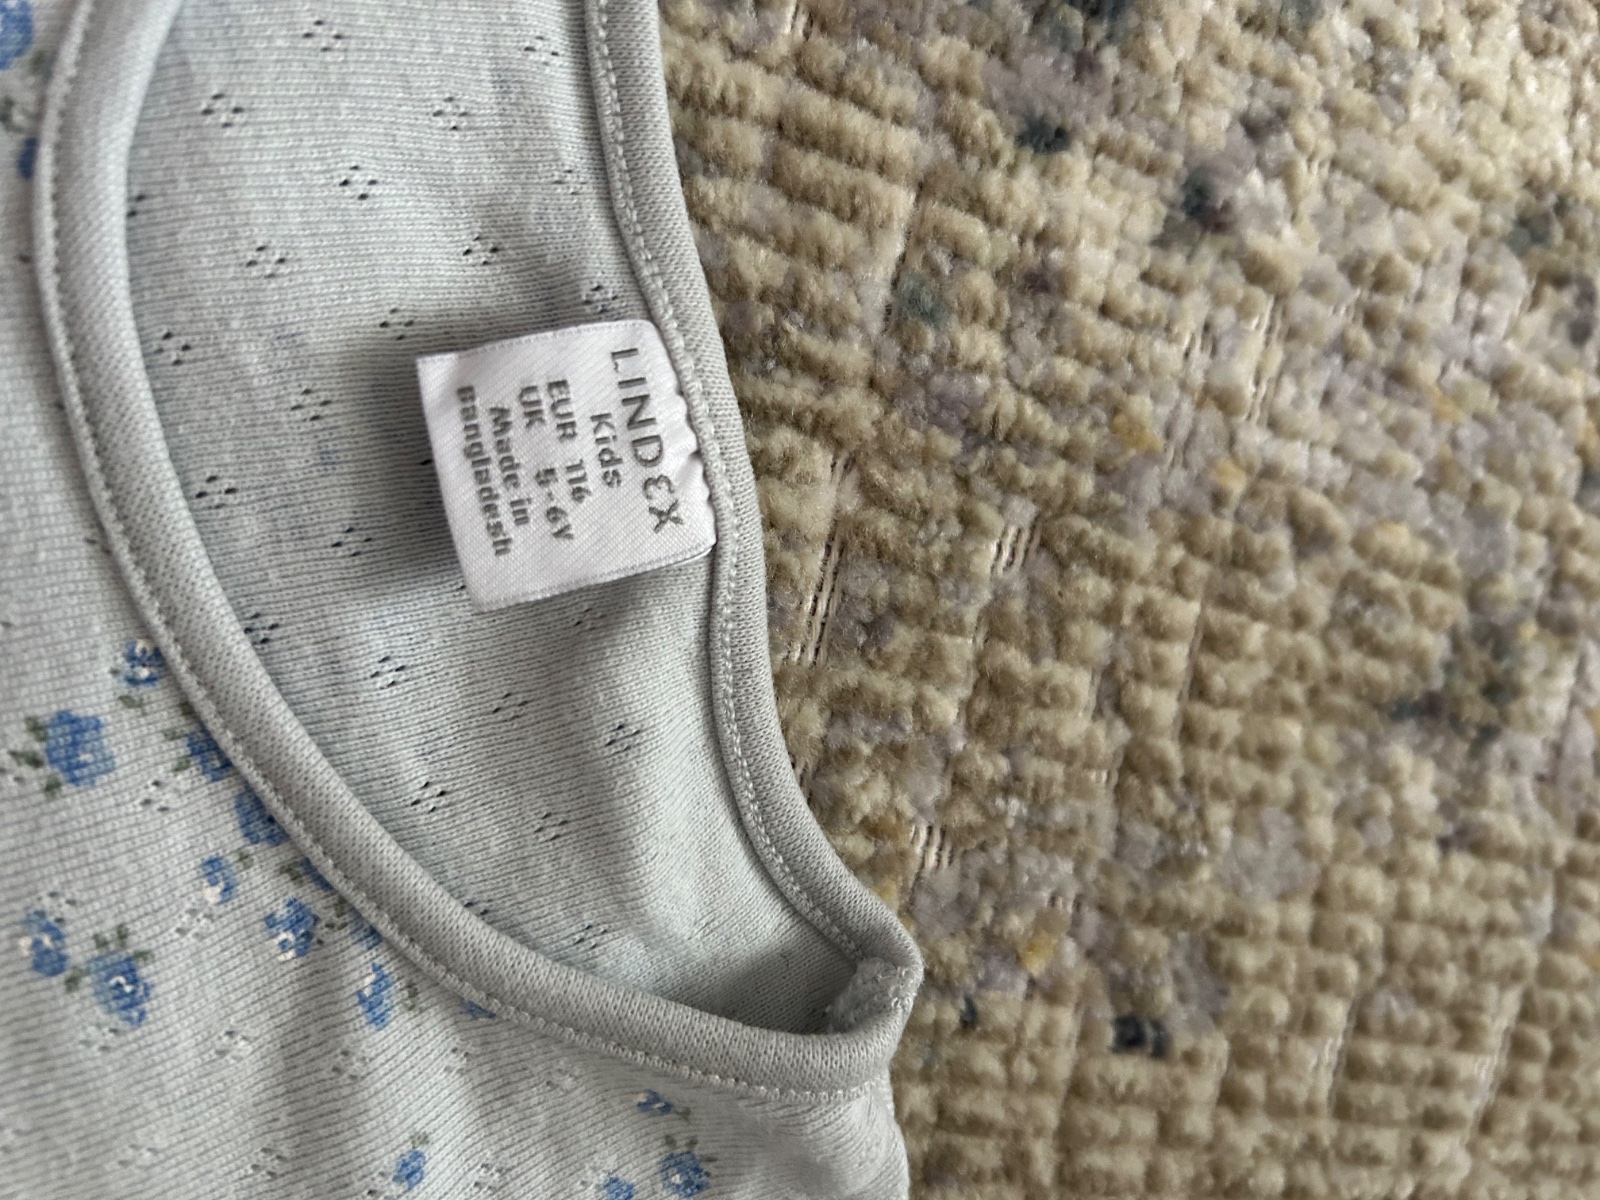 LINDEX
Kids
EUR 116
UK 5-6Y
Made in
Bangladesh